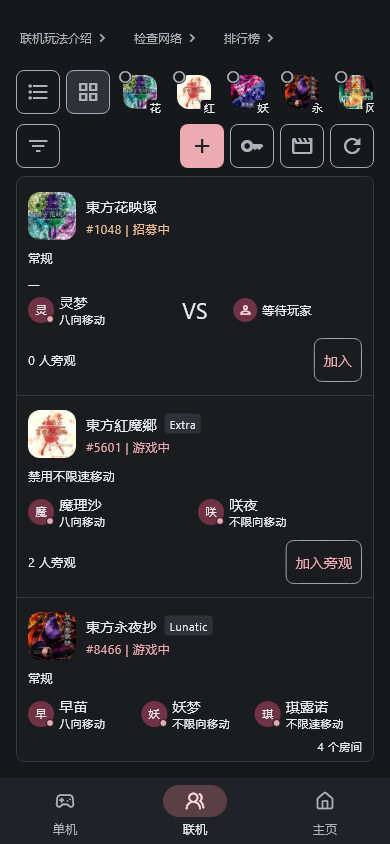 联机玩法介绍 检查网络 排行榜
花 红 妖 永 风
東方花映塚
#1048 | 招募中
常规
—
灵 灵梦
八向移动
VS
等待玩家
0 人旁观
加入
東方紅魔郷 Extra
#5601 | 游戏中
禁用不限速移动
魔 魔理沙 咲 咲夜
八向移动 不限向移动
2 人旁观
加入旁观
東方永夜抄 Lunatic
#8466 | 游戏中
常规
早 早苗 妖 妖梦 琪 琪露诺
八向移动 不限向移动 不限速移动
4 个房间
单机 联机 主页